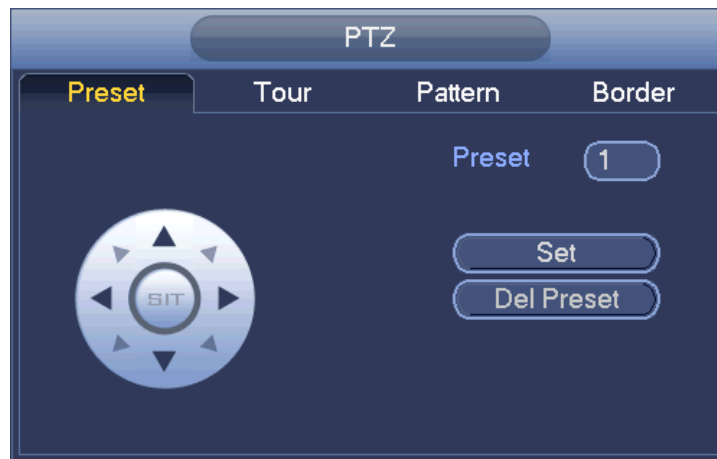 PTZ
Preset Tour Pattern Border
Preset 1
Set
SIT
Del Preset